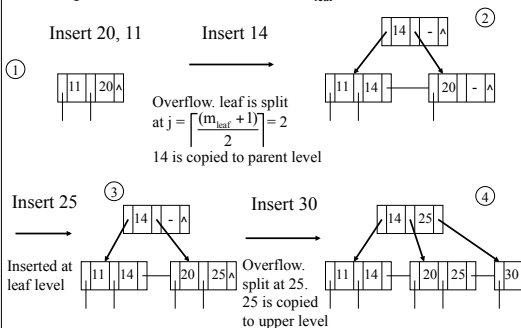 Insert 20, 11
Insert 14
①
11 20 ^
Overflow. leaf is split
at j = ⌈(m_leaf +1)/2⌉ = 2
14 is copied to parent level
②
14 - ^
11 14 20 - ^
Insert 25
Inserted at
leaf level
③
14 - ^
11 14 20 25 ^
Insert 30
Overflow.
split at 25.
25 is copied
to upper level
④
14 25
11 14 20 25 30